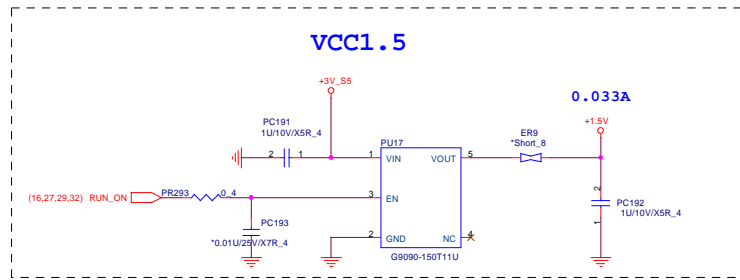 VCC1.5
+3V_S5
0.033A
PC191
1U/10V/X5R_4
PU17
ER9
*Short_8
+1.5V
2 1
1 VIN VOUT 5
(16,27,29,32) RUN_ON PR293 0_4
3 EN
2
PC192
1U/10V/X5R_4
1
PC193
*0.01U/25V/X7R_4
2 GND NC 4
G9090-150T11U